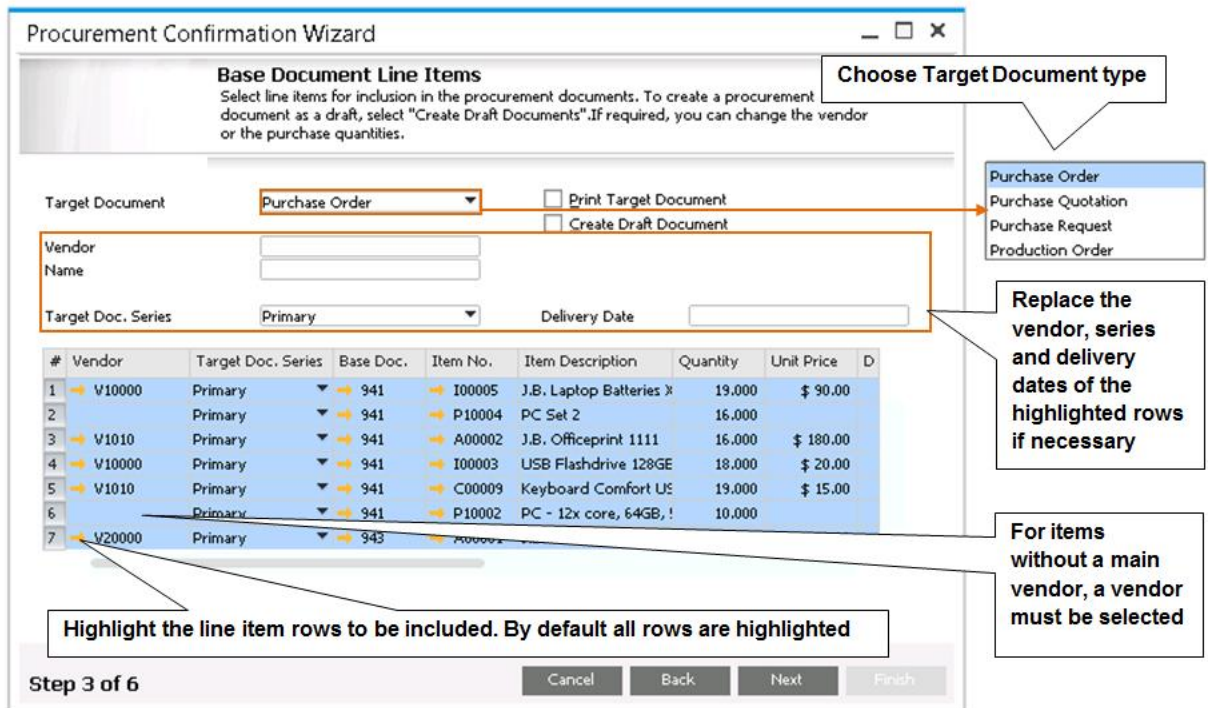 Procurement Confirmation Wizard
Base Document Line Items
Select line items for inclusion in the procurement documents. To create a procurement
document as a draft, select "Create Draft Documents".If required, you can change the vendor
or the purchase quantities.
Choose Target Document type
Target Document Purchase Order Print Target Document
Create Draft Document
Purchase Order
Purchase Quotation
Purchase Request
Production Order
Vendor
Name
Target Doc. Series Primary Delivery Date
Replace the
vendor, series
and delivery
dates of the
highlighted rows
if necessary
# Vendor Target Doc. Series Base Doc. Item No. Item Description Quantity Unit Price D
1 V10000 Primary 941 I00005 J.B. Laptop Batteries X 19.000 $ 90.00
2 Primary 941 P10004 PC Set 2 16.000
3 V1010 Primary 941 A00002 J.B. Officeprint 1111 16.000 $ 180.00
4 V10000 Primary 941 I00003 USB Flashdrive 128GE 18.000 $ 20.00
5 V1010 Primary 941 C00009 Keyboard Comfort US 19.000 $ 15.00
6 Primary 941 P10002 PC - 12x core, 64GB, 10.000
7 V20000 Primary 943 A00001
For items
without a main
vendor, a vendor
must be selected
Highlight the line item rows to be included. By default all rows are highlighted
Step 3 of 6
Cancel Back Next Finish